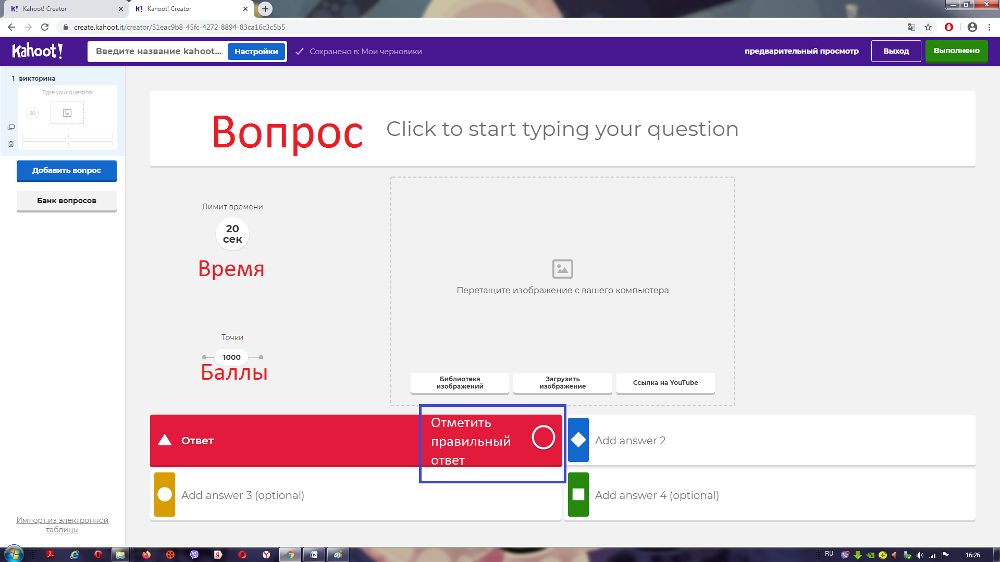 Kahoot! Creator
Kahoot! Creator
create.kahoot.it/creator/31eac9b8-45fc-4272-8894-83ca16c3c5b5
Kahoot!
Введите название kahoot...
Настройки
Сохранено в: Мои черновики
предварительный просмотр
Выход
Выполнено
1 викторина
Type your question
20
Добавить вопрос
Банк вопросов
Импорт из электронной
таблицы
Вопрос
Click to start typing your question
Лимит времени
20
сек
Время
Точки
1000
Баллы
Перетащите изображение с вашего компьютера
Библиотека
изображений
Загрузить
изображение
Ссылка на YouTube
Ответ
Отметить
правильный
ответ
Add answer 2
Add answer 3 (optional)
Add answer 4 (optional)
RU
16:26